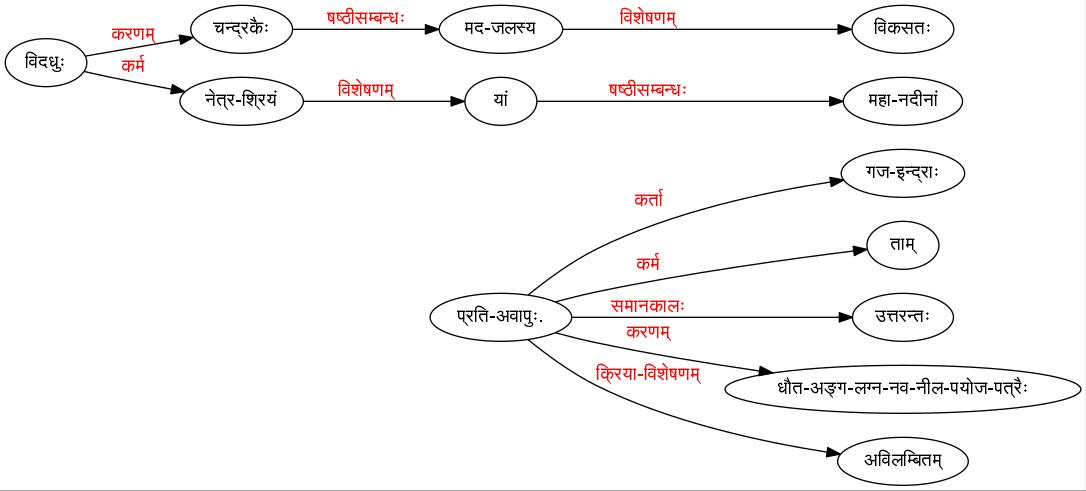 विदधुः करणम् चन्द्रकैः षष्ठीसम्बन्धः मद-जलस्य विशेषणम् विकसतः
कर्म नेत्र-श्रियं विशेषणम् यां षष्ठीसम्बन्धः महा-नदीनां
कर्ता गज-इन्द्राः
कर्म ताम्
प्रति-अवापुः. समानकालः उत्तरन्तः
करणम् धौत-अङ्ग-लग्न-नव-नील-पयोज-पत्रैः
क्रिया-विशेषणम् अविलम्बितम्